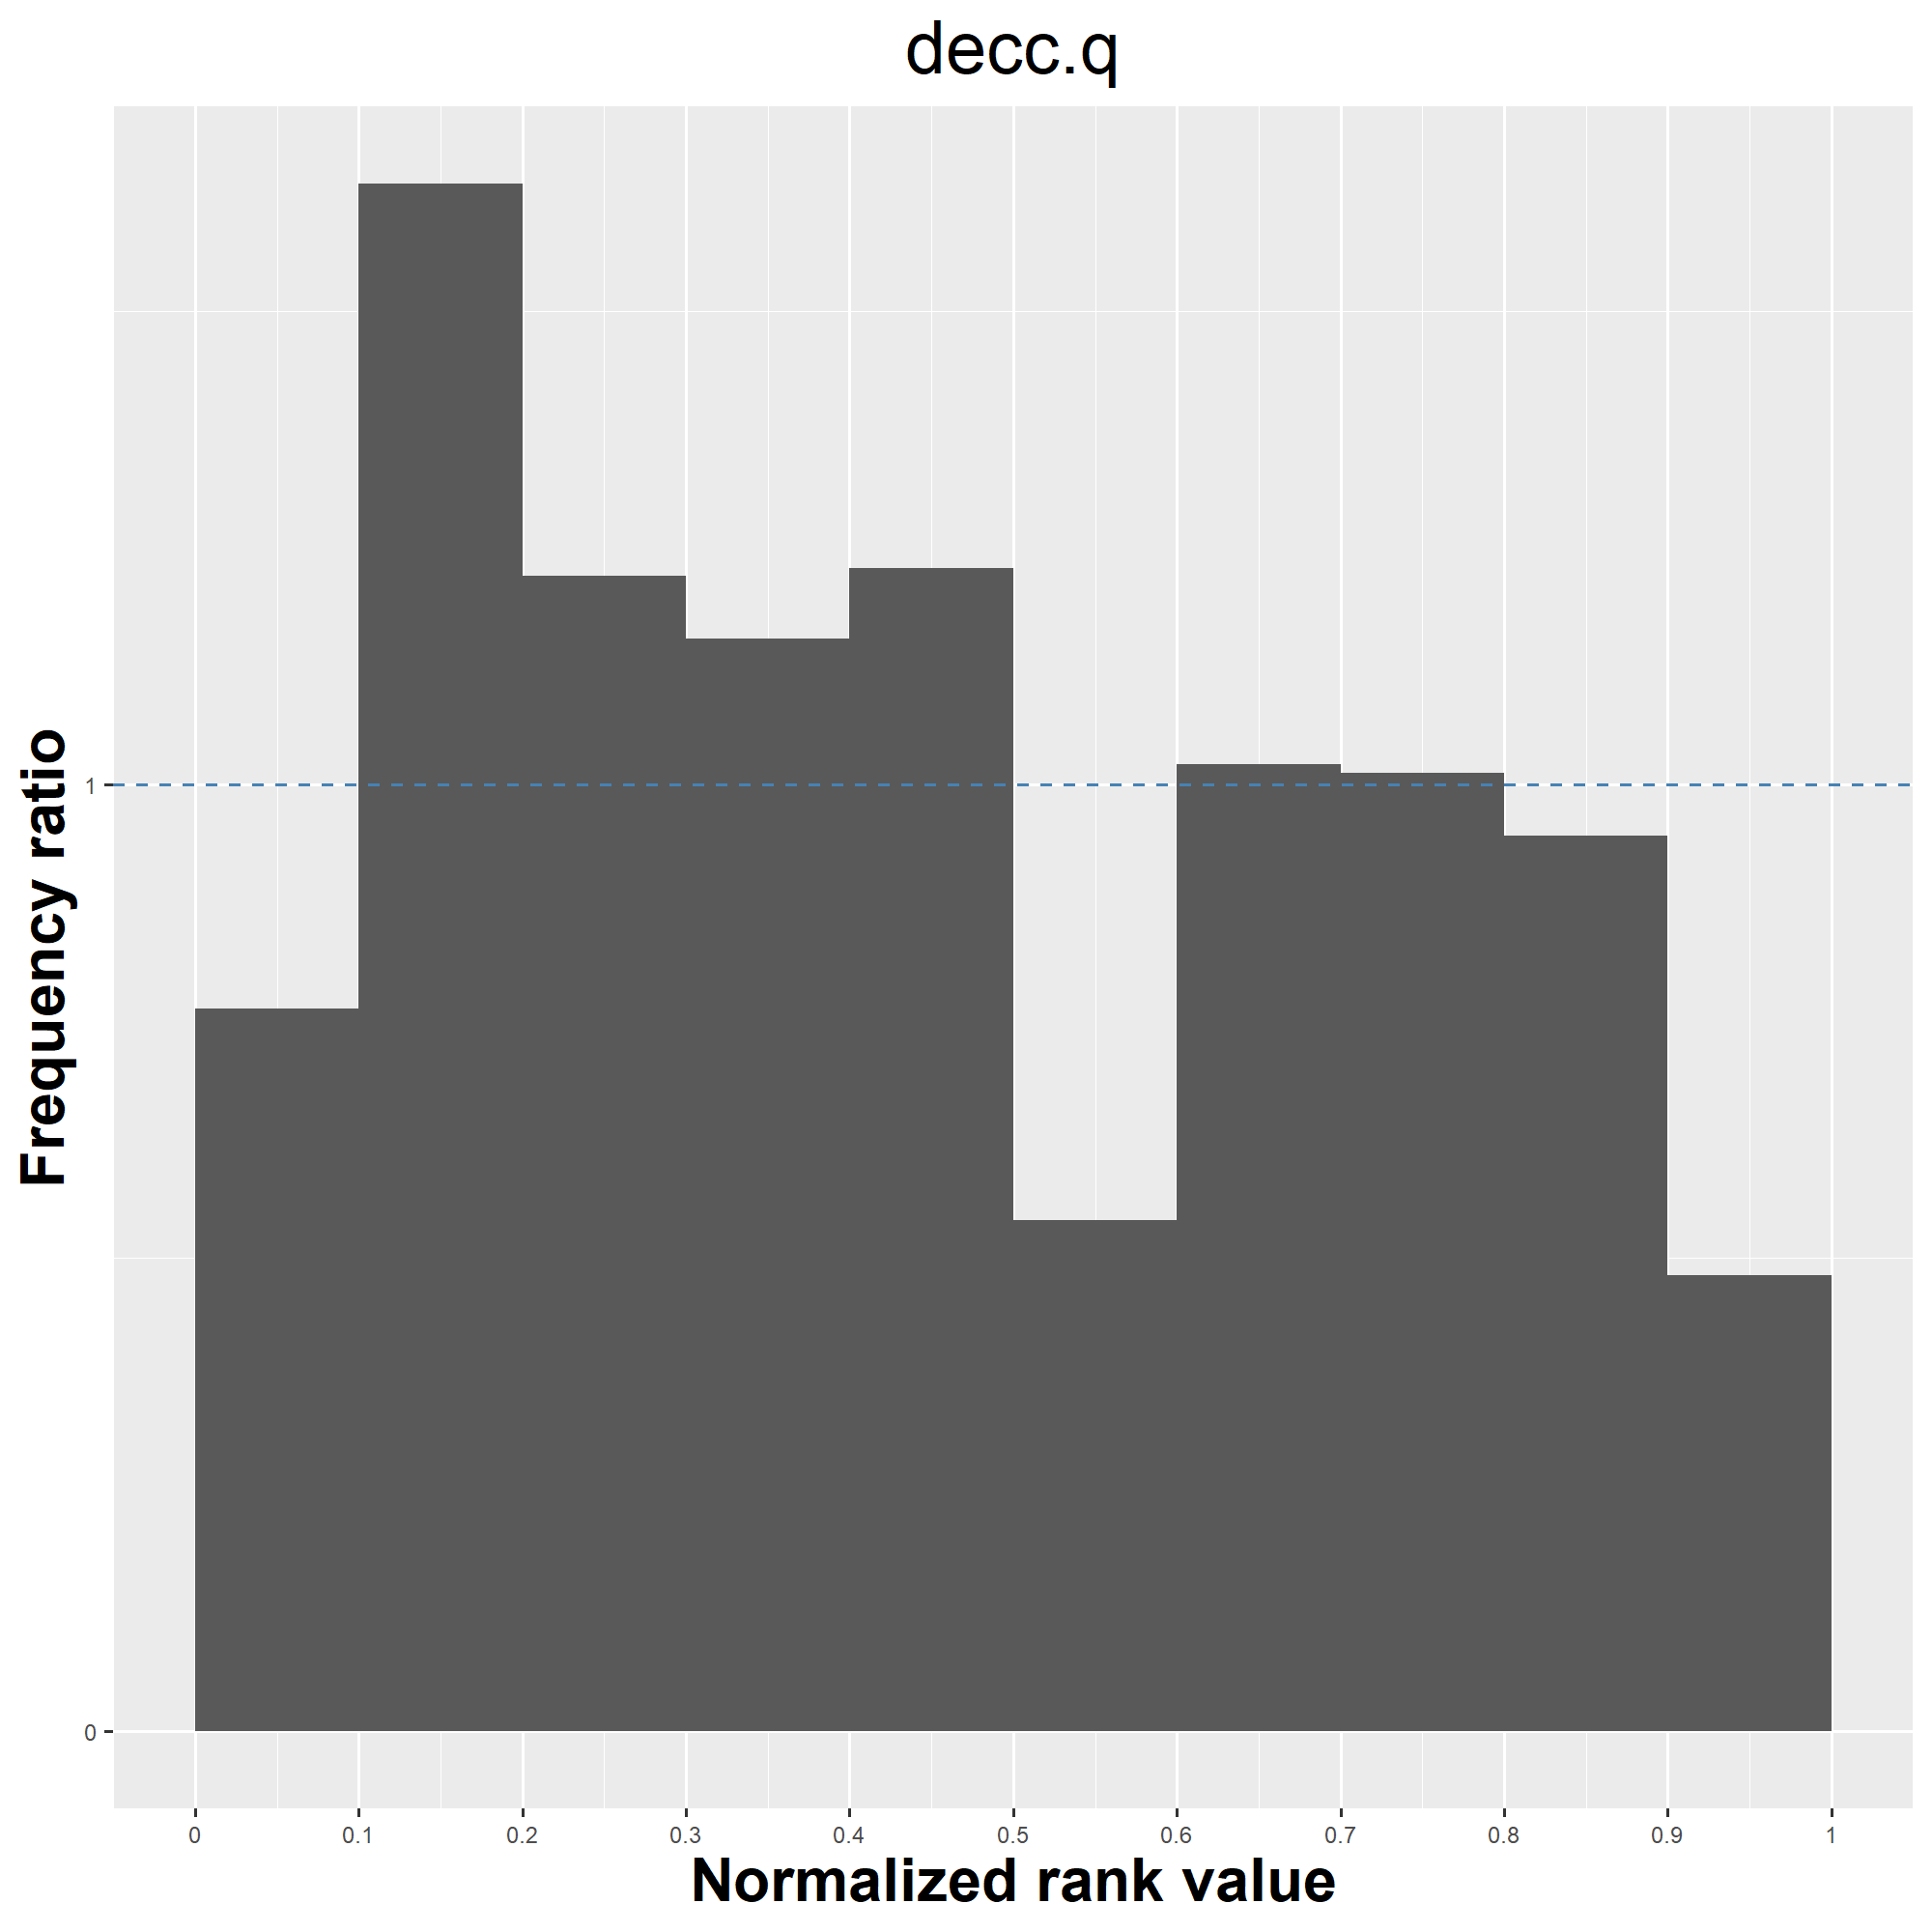 decc.q
Frequency ratio
1
0
0 0.1 0.2 0.3 0.4 0.5 0.6 0.7 0.8 0.9 1
Normalized rank value